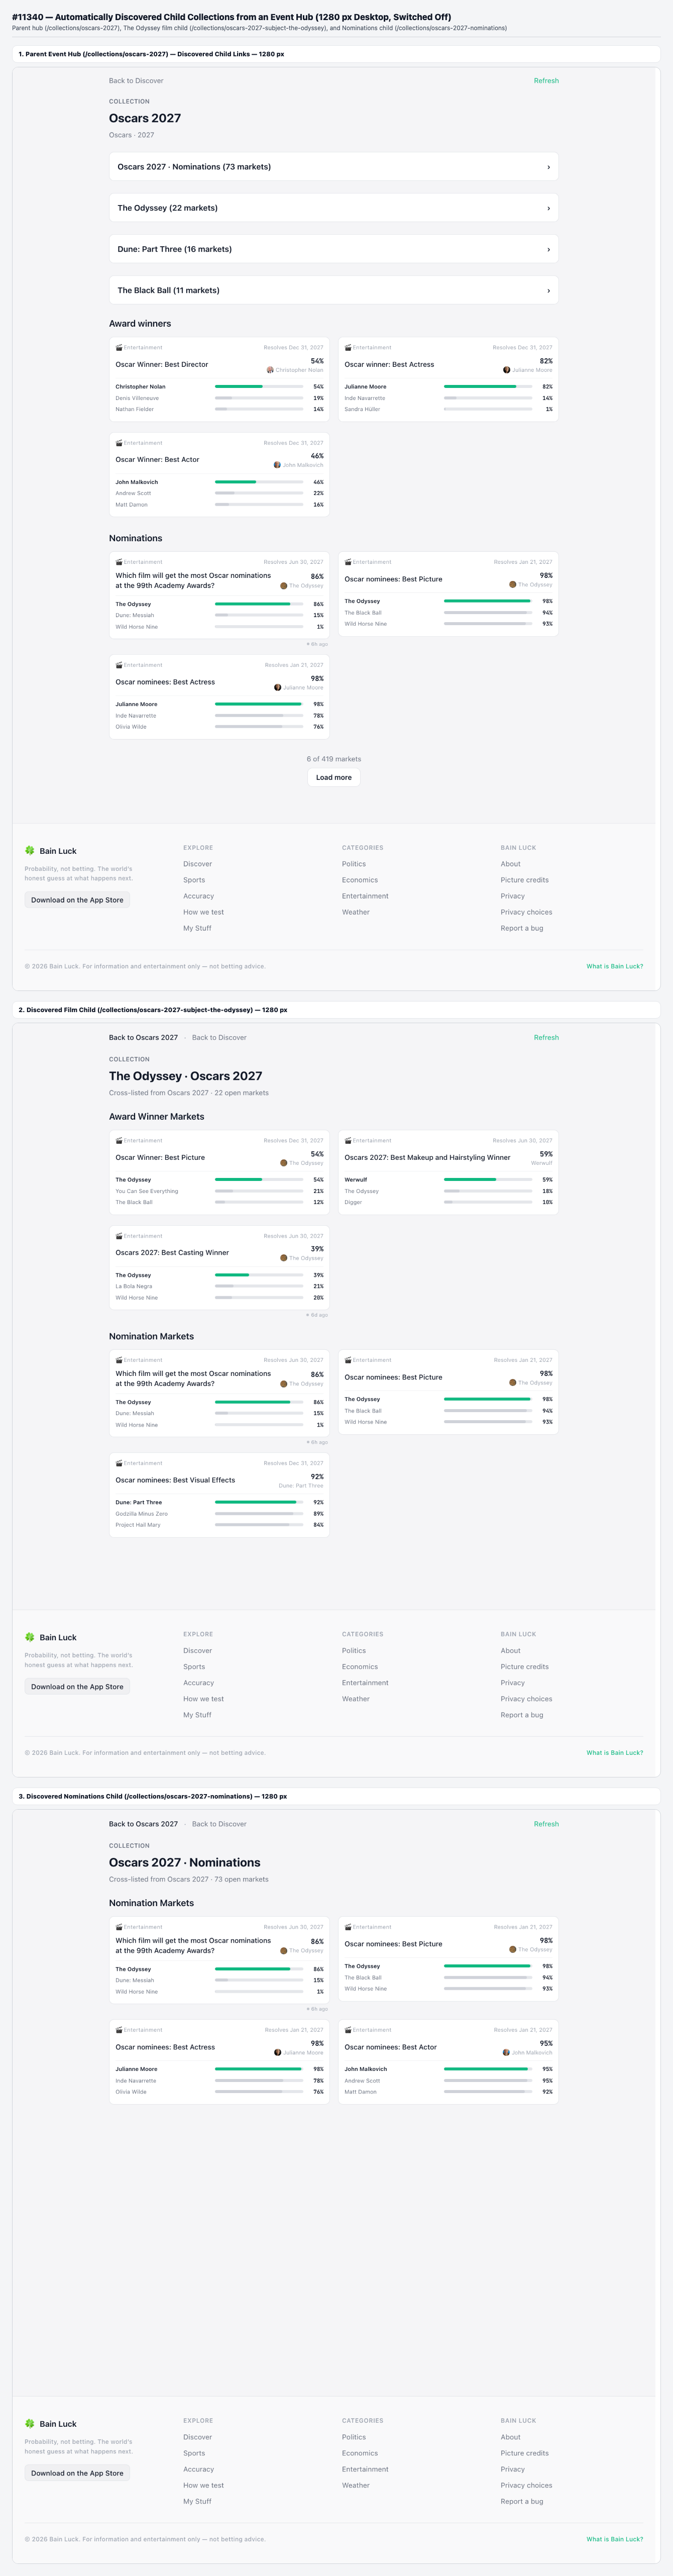 #11340 — Automatically Discovered Child Collections from an Event Hub (1280 px Desktop, Switched Off)
Parent hub (/collections/oscars-2027), The Odyssey film child (/collections/oscars-2027-subject-the-odyssey), and Nominations child (/collections/oscars-2027-nominations)
1. Parent Event Hub (/collections/oscars-2027) — Discovered Child Links — 1280 px
Back to Discover
Refresh
COLLECTION
Oscars 2027
Oscars · 2027
Oscars 2027 · Nominations (73 markets) ›
The Odyssey (22 markets) ›
Dune: Part Three (16 markets) ›
The Black Ball (11 markets) ›
Award winners
Entertainment Resolves Dec 31, 2027
Oscar Winner: Best Director 54%
Christopher Nolan
Christopher Nolan 54%
Denis Villeneuve 19%
Nathan Fielder 14%
Entertainment Resolves Dec 31, 2027
Oscar winner: Best Actress 82%
Julianne Moore
Julianne Moore 82%
Inde Navarrette 14%
Sandra Hüller 1%
Entertainment Resolves Dec 31, 2027
Oscar Winner: Best Actor 46%
John Malkovich
John Malkovich 46%
Andrew Scott 22%
Matt Damon 16%
Nominations
Entertainment Resolves Jun 30, 2027
Which film will get the most Oscar nominations
at the 99th Academy Awards? 86%
The Odyssey
The Odyssey 86%
Dune: Messiah 15%
Wild Horse Nine 1%
6h ago
Entertainment Resolves Jan 21, 2027
Oscar nominees: Best Picture 98%
The Odyssey
The Odyssey 98%
The Black Ball 94%
Wild Horse Nine 93%
Entertainment Resolves Jan 21, 2027
Oscar nominees: Best Actress 98%
Julianne Moore
Julianne Moore 98%
Inde Navarrette 78%
Olivia Wilde 76%
6 of 419 markets
Load more
Bain Luck
Probability, not betting. The world's
honest guess at what happens next.
Download on the App Store
EXPLORE
Discover
Sports
Accuracy
How we test
My Stuff
CATEGORIES
Politics
Economics
Entertainment
Weather
BAIN LUCK
About
Picture credits
Privacy
Privacy choices
Report a bug
© 2026 Bain Luck. For information and entertainment only — not betting advice.
What is Bain Luck?
2. Discovered Film Child (/collections/oscars-2027-subject-the-odyssey) — 1280 px
Back to Oscars 2027 · Back to Discover
Refresh
COLLECTION
The Odyssey · Oscars 2027
Cross-listed from Oscars 2027 · 22 open markets
Award Winner Markets
Entertainment Resolves Dec 31, 2027
Oscar Winner: Best Picture 54%
The Odyssey
The Odyssey 54%
You Can See Everything 21%
The Black Ball 12%
Entertainment Resolves Jun 30, 2027
Oscars 2027: Best Makeup and Hairstyling Winner 59%
Werwulf
Werwulf 59%
The Odyssey 18%
Digger 10%
Entertainment Resolves Jun 30, 2027
Oscars 2027: Best Casting Winner 39%
The Odyssey
The Odyssey 39%
La Bola Negra 21%
Wild Horse Nine 20%
6d ago
Nomination Markets
Entertainment Resolves Jun 30, 2027
Which film will get the most Oscar nominations
at the 99th Academy Awards? 86%
The Odyssey
The Odyssey 86%
Dune: Messiah 15%
Wild Horse Nine 1%
6h ago
Entertainment Resolves Jan 21, 2027
Oscar nominees: Best Picture 98%
The Odyssey
The Odyssey 98%
The Black Ball 94%
Wild Horse Nine 93%
Entertainment Resolves Dec 31, 2027
Oscar nominees: Best Visual Effects 92%
Dune: Part Three
Dune: Part Three 92%
Godzilla Minus Zero 89%
Project Hail Mary 84%
Bain Luck
Probability, not betting. The world's
honest guess at what happens next.
Download on the App Store
EXPLORE
Discover
Sports
Accuracy
How we test
My Stuff
CATEGORIES
Politics
Economics
Entertainment
Weather
BAIN LUCK
About
Picture credits
Privacy
Privacy choices
Report a bug
© 2026 Bain Luck. For information and entertainment only — not betting advice.
What is Bain Luck?
3. Discovered Nominations Child (/collections/oscars-2027-nominations) — 1280 px
Back to Oscars 2027 · Back to Discover
Refresh
COLLECTION
Oscars 2027 · Nominations
Cross-listed from Oscars 2027 · 73 open markets
Nomination Markets
Entertainment Resolves Jun 30, 2027
Which film will get the most Oscar nominations
at the 99th Academy Awards? 86%
The Odyssey
The Odyssey 86%
Dune: Messiah 15%
Wild Horse Nine 1%
6h ago
Entertainment Resolves Jan 21, 2027
Oscar nominees: Best Picture 98%
The Odyssey
The Odyssey 98%
The Black Ball 94%
Wild Horse Nine 93%
Entertainment Resolves Jan 21, 2027
Oscar nominees: Best Actress 98%
Julianne Moore
Julianne Moore 98%
Inde Navarrette 78%
Olivia Wilde 76%
Entertainment Resolves Jan 21, 2027
Oscar nominees: Best Actor 95%
John Malkovich
John Malkovich 95%
Andrew Scott 95%
Matt Damon 92%
Bain Luck
Probability, not betting. The world's
honest guess at what happens next.
Download on the App Store
EXPLORE
Discover
Sports
Accuracy
How we test
My Stuff
CATEGORIES
Politics
Economics
Entertainment
Weather
BAIN LUCK
About
Picture credits
Privacy
Privacy choices
Report a bug
© 2026 Bain Luck. For information and entertainment only — not betting advice.
What is Bain Luck?